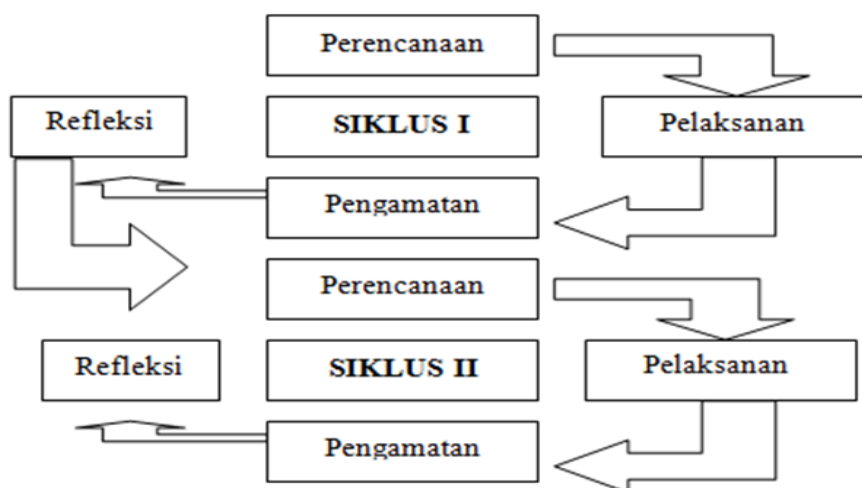 Perencanaan
Refleksi
SIKLUS I
Pelaksanan
Pengamatan
Perencanaan
Refleksi
SIKLUS II
Pelaksanan
Pengamatan